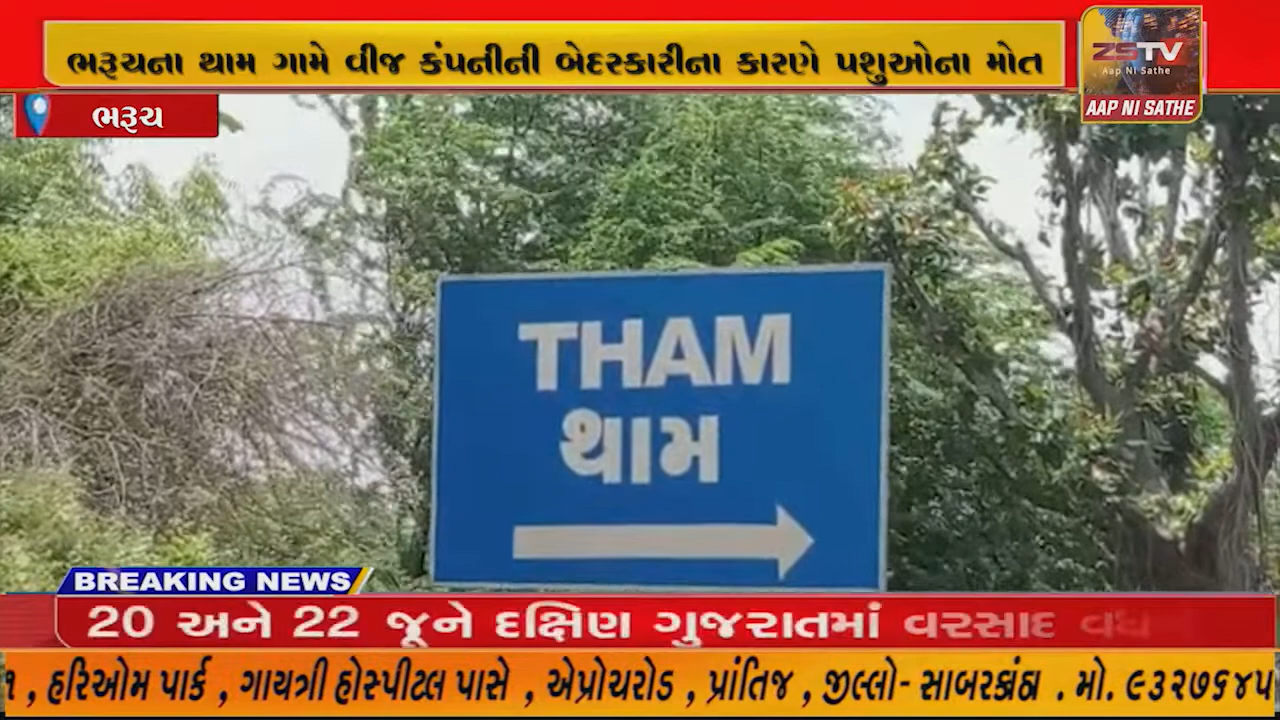 ભરૂચના થામ ગામે વીજ કંપનીની બેદરકારીના કારણે પશુઓના મોત
ZSTV
Aap Ni Sathe
AAP NI SATHE
ભરૂચ
THAM
થામ
BREAKING NEWS
20 અને 22 જૂને દક્ષિણ ગુજરાતમાં વરસાદ
, હરિઓમ પાર્ક , ગાયત્રી હોસ્પીટલ પાસે , એપ્રોચરોડ , પ્રાંતિજ , જીલ્લો- સાબરકાંઠા . મો. ૯૩૨૭૬૪૫